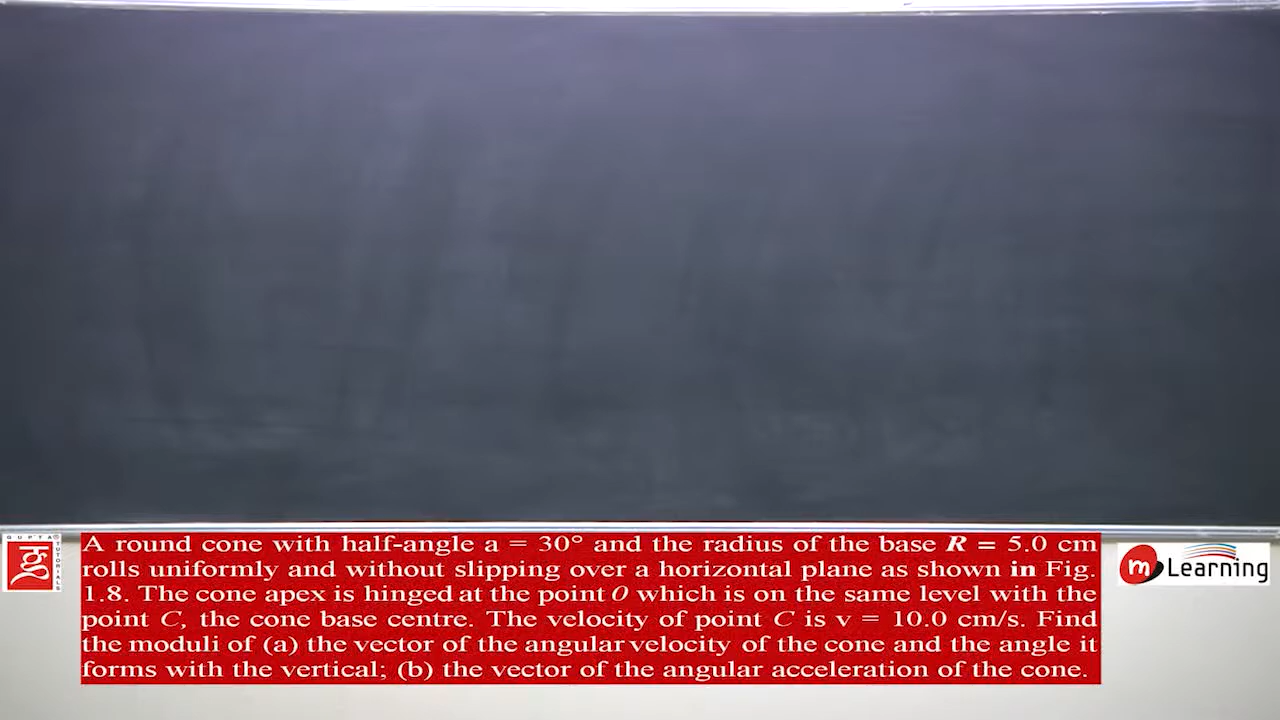 A round cone with half-angle a = 30° and the radius of the base R = 5.0 cm
rolls uniformly and without slipping over a horizontal plane as shown in Fig.
1.8. The cone apex is hinged at the point 0 which is on the same level with the
point C, the cone base centre. The velocity of point C is v = 10.0 cm/s. Find
the moduli of (a) the vector of the angular velocity of the cone and the angle it
forms with the vertical; (b) the vector of the angular acceleration of the cone.
GUPTA
TUTORIALS
m Learning